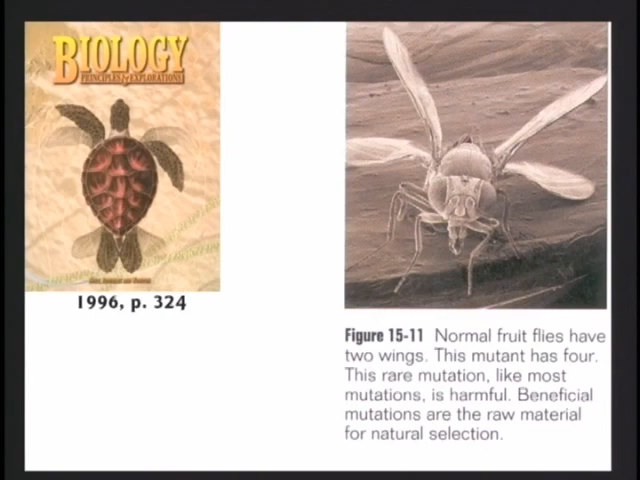 BIOLOGY
PRINCIPLES & EXPLORATIONS
1996, p. 324
Figure 15-11 Normal fruit flies have
two wings. This mutant has four.
This rare mutation, like most
mutations, is harmful. Beneficial
mutations are the raw material
for natural selection.